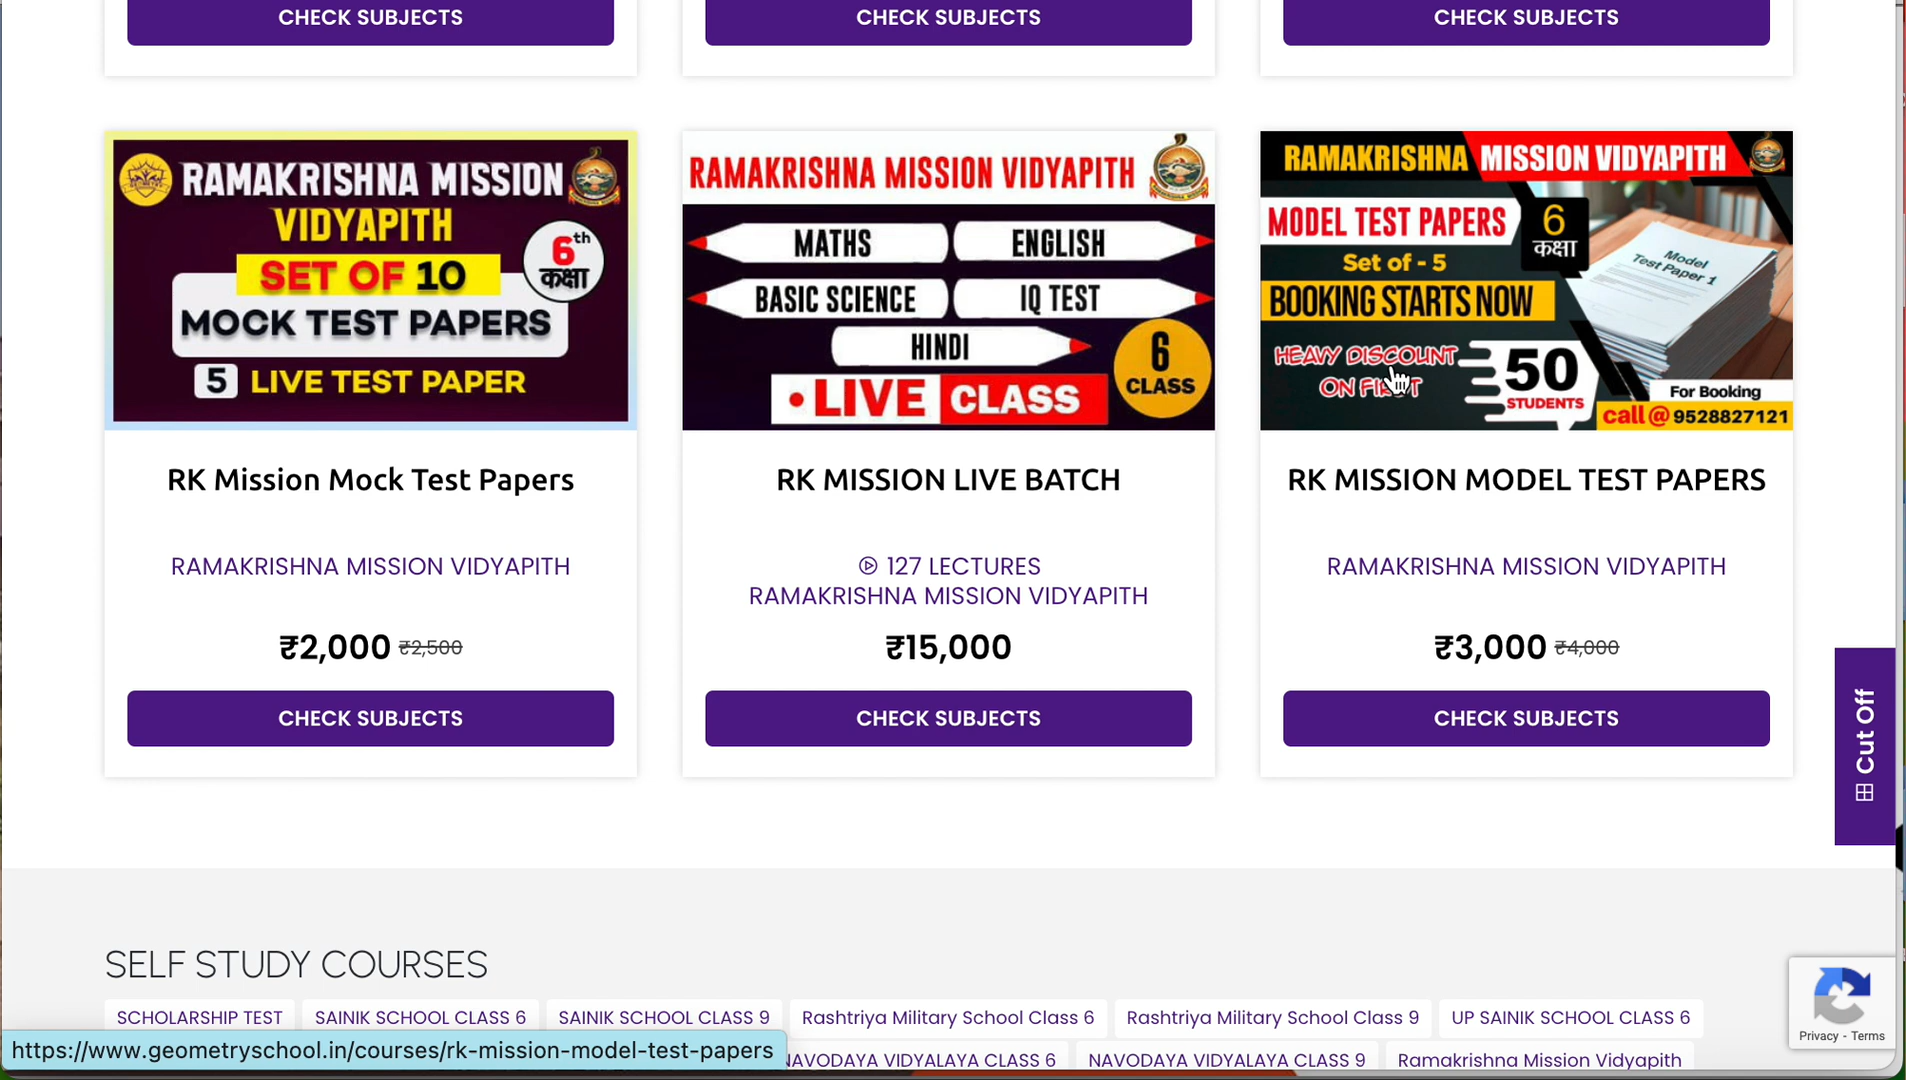 CHECK SUBJECTS
CHECK SUBJECTS
CHECK SUBJECTS
RAMAKRISHNA MISSION
VIDYAPITH
6th
कक्षा
SET OF 10
MOCK TEST PAPERS
5 LIVE TEST PAPER
RK Mission Mock Test Papers
RAMAKRISHNA MISSION VIDYAPITH
₹2,000 ₹2,500
CHECK SUBJECTS
RAMAKRISHNA MISSION VIDYAPITH
MATHS
ENGLISH
BASIC SCIENCE
IQ TEST
HINDI
6
CLASS
• LIVE CLASS
RK MISSION LIVE BATCH
127 LECTURES
RAMAKRISHNA MISSION VIDYAPITH
₹15,000
CHECK SUBJECTS
RAMAKRISHNA MISSION VIDYAPITH
MODEL TEST PAPERS
6
कक्षा
Set of - 5
Model
Test Paper 1
BOOKING STARTS NOW
HEAVY DISCOUNT
ON FIRST
50
STUDENTS
For Booking
call@9528827121
RK MISSION MODEL TEST PAPERS
RAMAKRISHNA MISSION VIDYAPITH
₹3,000 ₹4,000
CHECK SUBJECTS
Cut Off
SELF STUDY COURSES
SCHOLARSHIP TEST
SAINIK SCHOOL CLASS 6
SAINIK SCHOOL CLASS 9
Rashtriya Military School Class 6
Rashtriya Military School Class 9
UP SAINIK SCHOOL CLASS 6
NAVODAYA VIDYALAYA CLASS 6
NAVODAYA VIDYALAYA CLASS 9
Ramakrishna Mission Vidyapith
https://www.geometryschool.in/courses/rk-mission-model-test-papers
Privacy - Terms